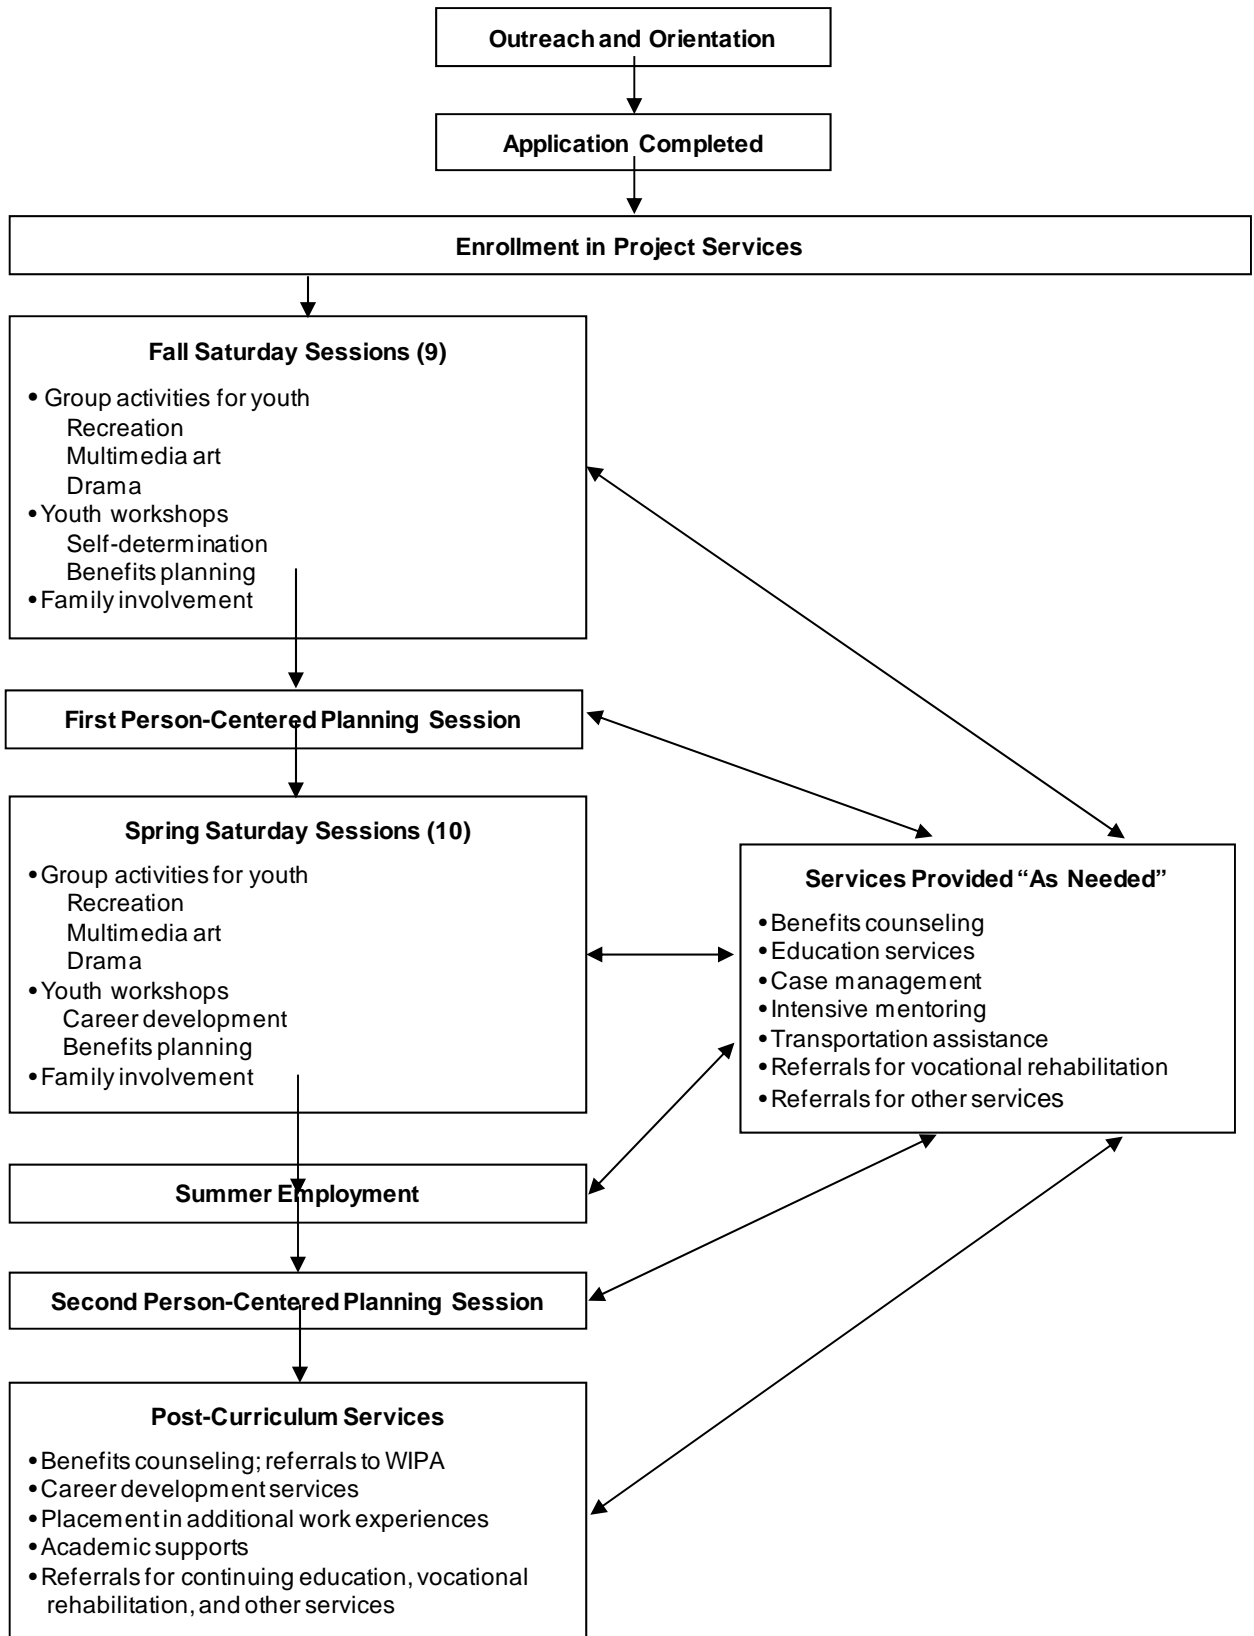 Outreach and Orientation
Application Completed
Enrollment in Project Services
Fall Saturday Sessions (9)
• Group activities for youth
Recreation
Multimedia art
Drama
• Youth workshops
Self-determination
Benefits planning
• Family involvement
First Person-Centered Planning Session
Spring Saturday Sessions (10)
• Group activities for youth
Recreation
Multimedia art
Drama
• Youth workshops
Career development
Benefits planning
• Family involvement
Services Provided “As Needed”
• Benefits counseling
• Education services
• Case management
• Intensive mentoring
• Transportation assistance
• Referrals for vocational rehabilitation
• Referrals for other services
Summer Employment
Second Person-Centered Planning Session
Post-Curriculum Services
• Benefits counseling; referrals to WIPA
• Career development services
• Placement in additional work experiences
• Academic supports
• Referrals for continuing education, vocational
rehabilitation, and other services